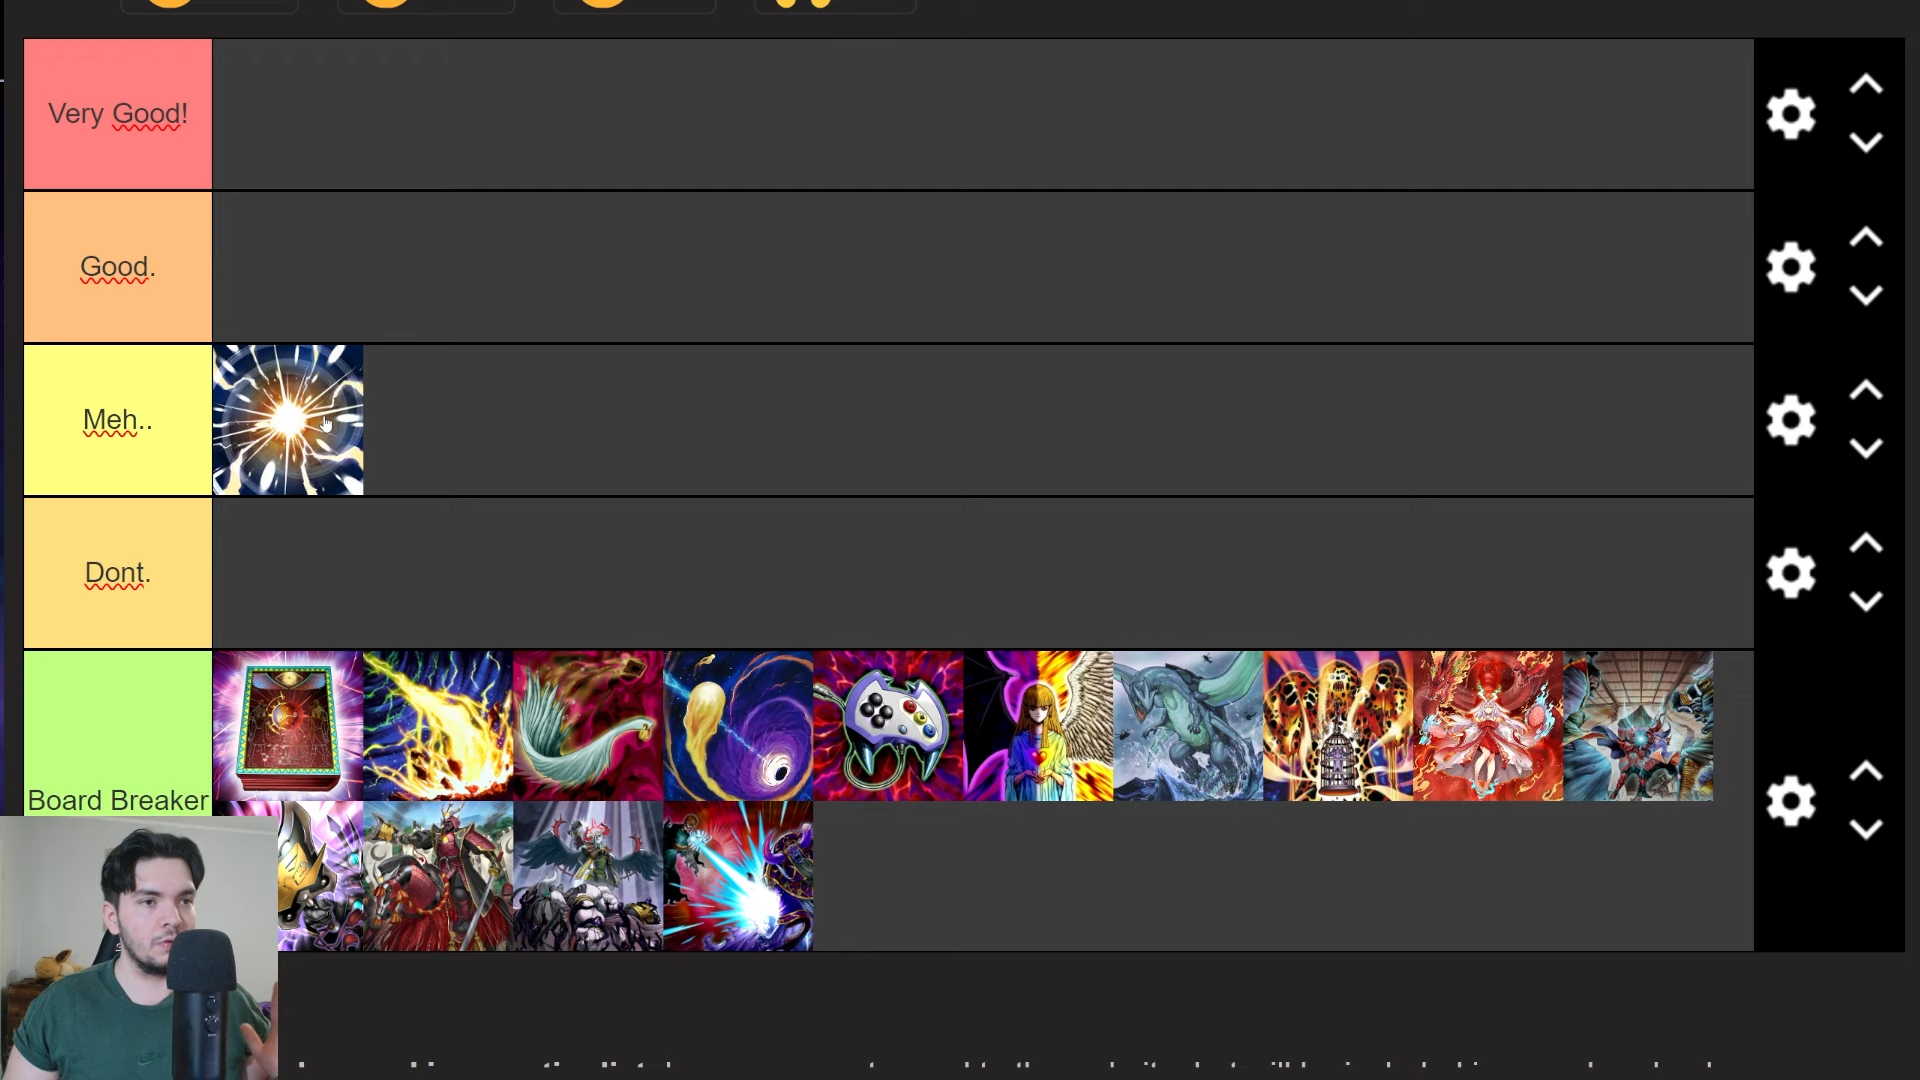 Very Good!
Good.
Meh..
Dont.
Board Breaker